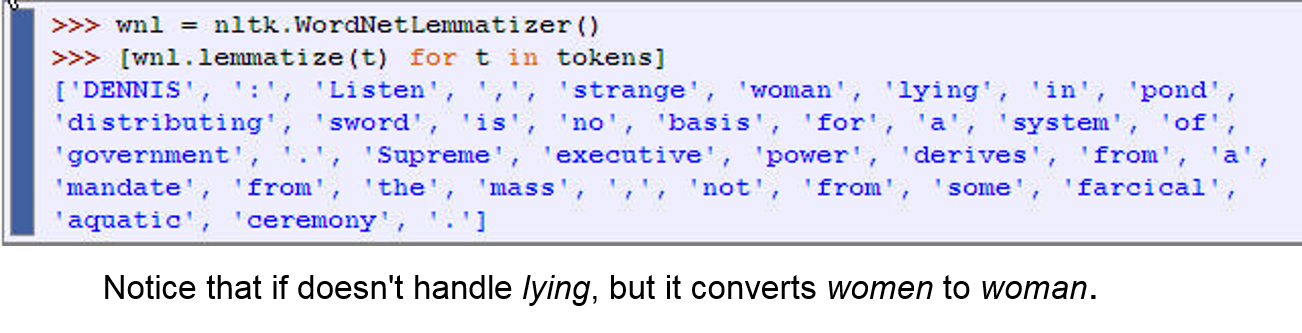 >>> wnl = nltk.WordNetLemmatizer()
>>> [wnl.lemmatize(t) for t in tokens]
['DENNIS', ':', 'Listen', ',', 'strange', 'woman', 'lying', 'in', 'pond',
'distributing', 'sword', 'is', 'no', 'basis', 'for', 'a', 'system', 'of',
'government', '.', 'Supreme', 'executive', 'power', 'derives', 'from', 'a',
'mandate', 'from', 'the', 'mass', ',', 'not', 'from', 'some', 'farcical',
'aquatic', 'ceremony', '.']
Notice that if doesn't handle lying, but it converts women to woman.